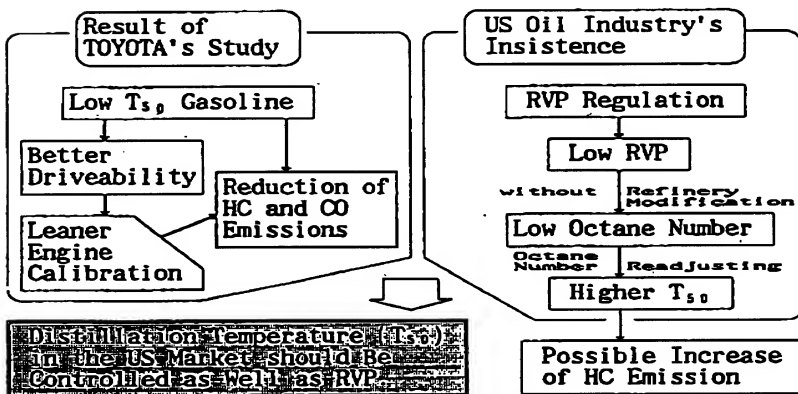 Result of
TOYOTA's Study
Low T₅₀ Gasoline
Better
Driveability
Leaner
Engine
Calibration
Reduction of
HC and CO
Emissions
US Oil Industry's
Insistence
RVP Regulation
Low RVP
without Refinery
Modification
Low Octane Number
Octane
Number Readjusting
Higher T₅₀
Possible Increase
of HC Emission
Distillation Temperature (T₅₀)
in the US Market should Be
Controlled as Well as RVP